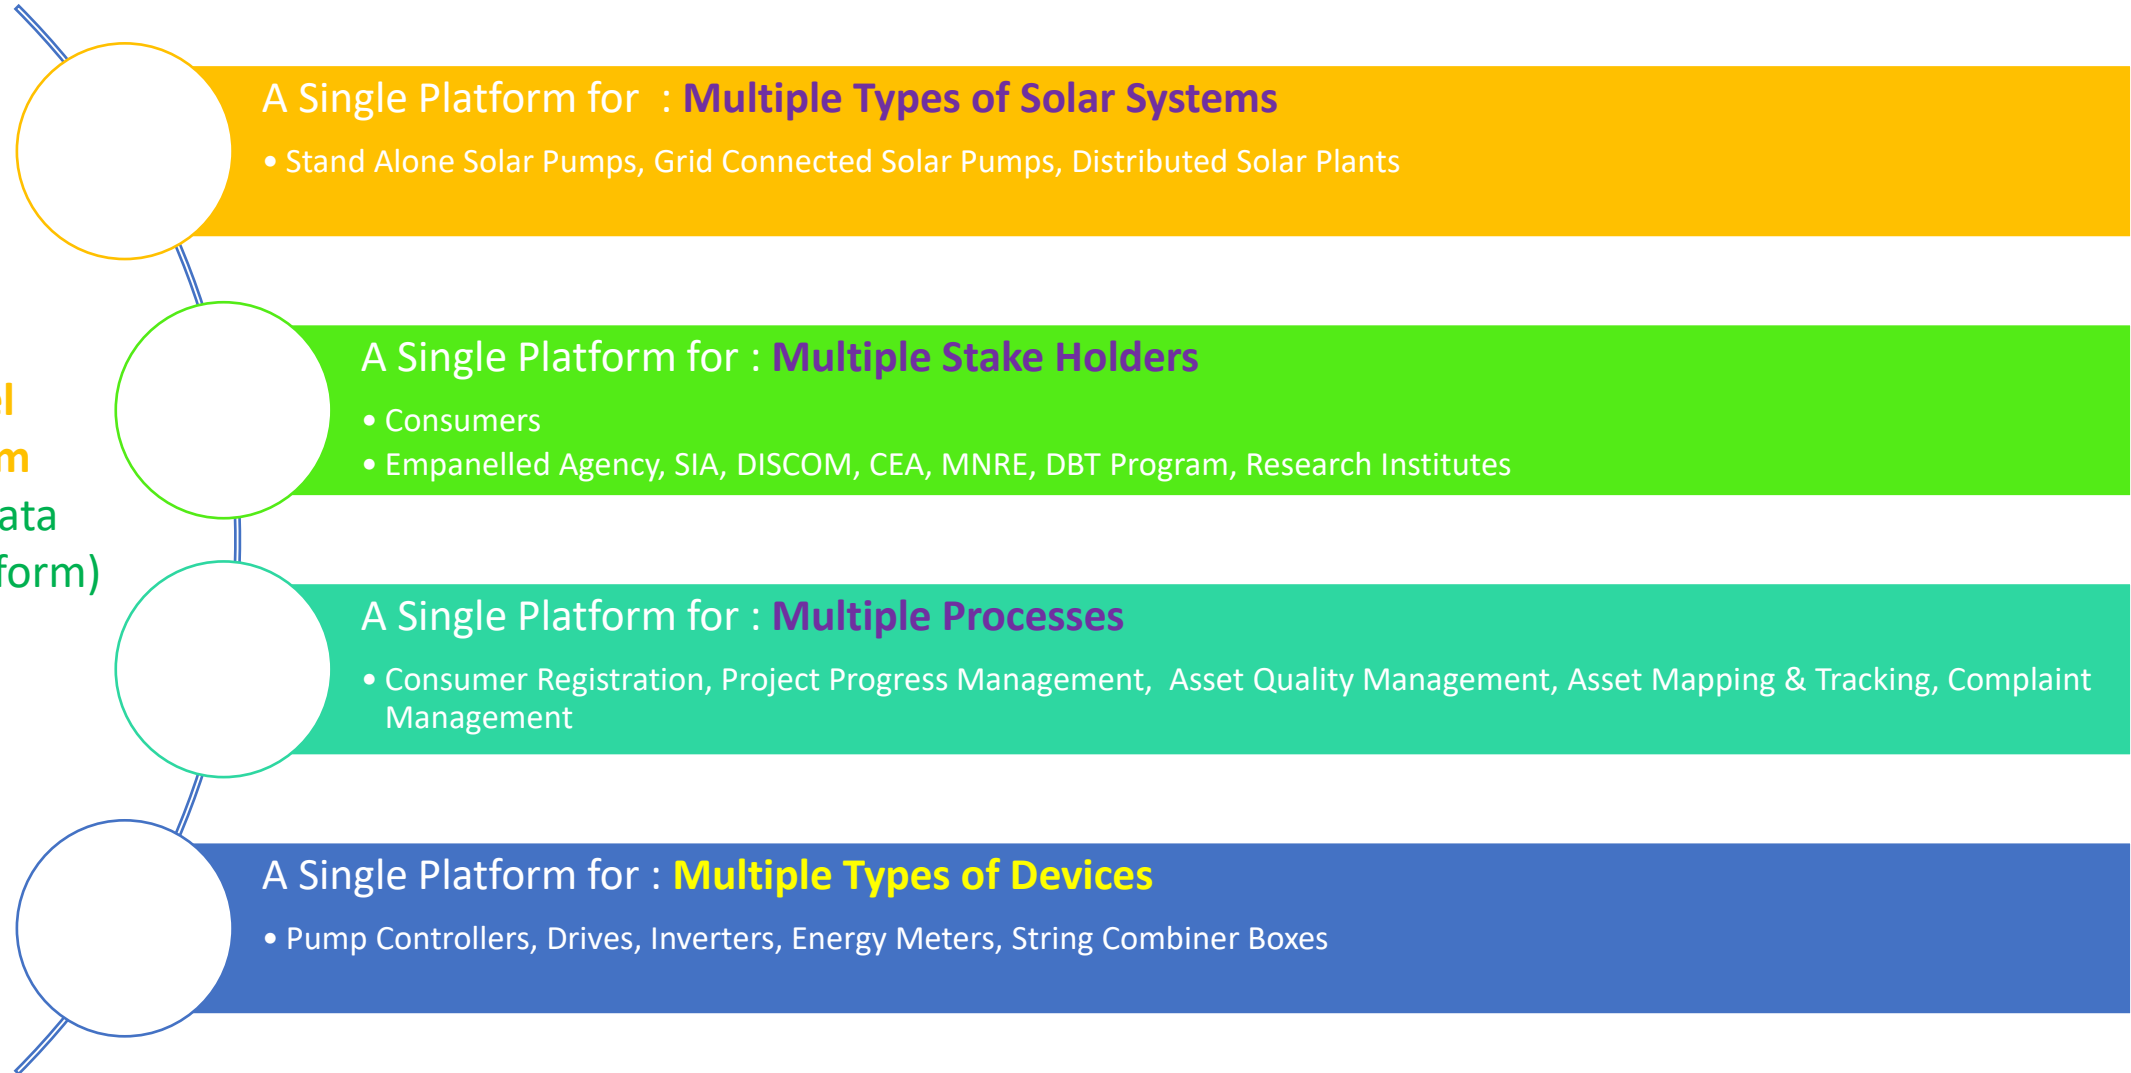 A Single Platform for : Multiple Types of Solar Systems
• Stand Alone Solar Pumps, Grid Connected Solar Pumps, Distributed Solar Plants
A Single Platform for : Multiple Stake Holders
• Consumers
• Empanelled Agency, SIA, DISCOM, CEA, MNRE, DBT Program, Research Institutes
A Single Platform for : Multiple Processes
• Consumer Registration, Project Progress Management, Asset Quality Management, Asset Mapping & Tracking, Complaint
Management
A Single Platform for : Multiple Types of Devices
• Pump Controllers, Drives, Inverters, Energy Meters, String Combiner Boxes